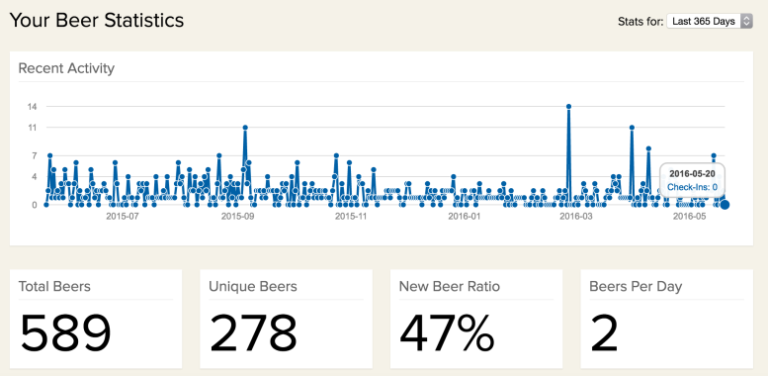 Your Beer Statistics
Stats for: Last 365 Days
Recent Activity
14
11
7
4
0
2015-07 2015-09 2015-11 2016-01 2016-03 2016-05
2016-05-20
Check-Ins: 0
Total Beers Unique Beers New Beer Ratio Beers Per Day
589 278 47% 2